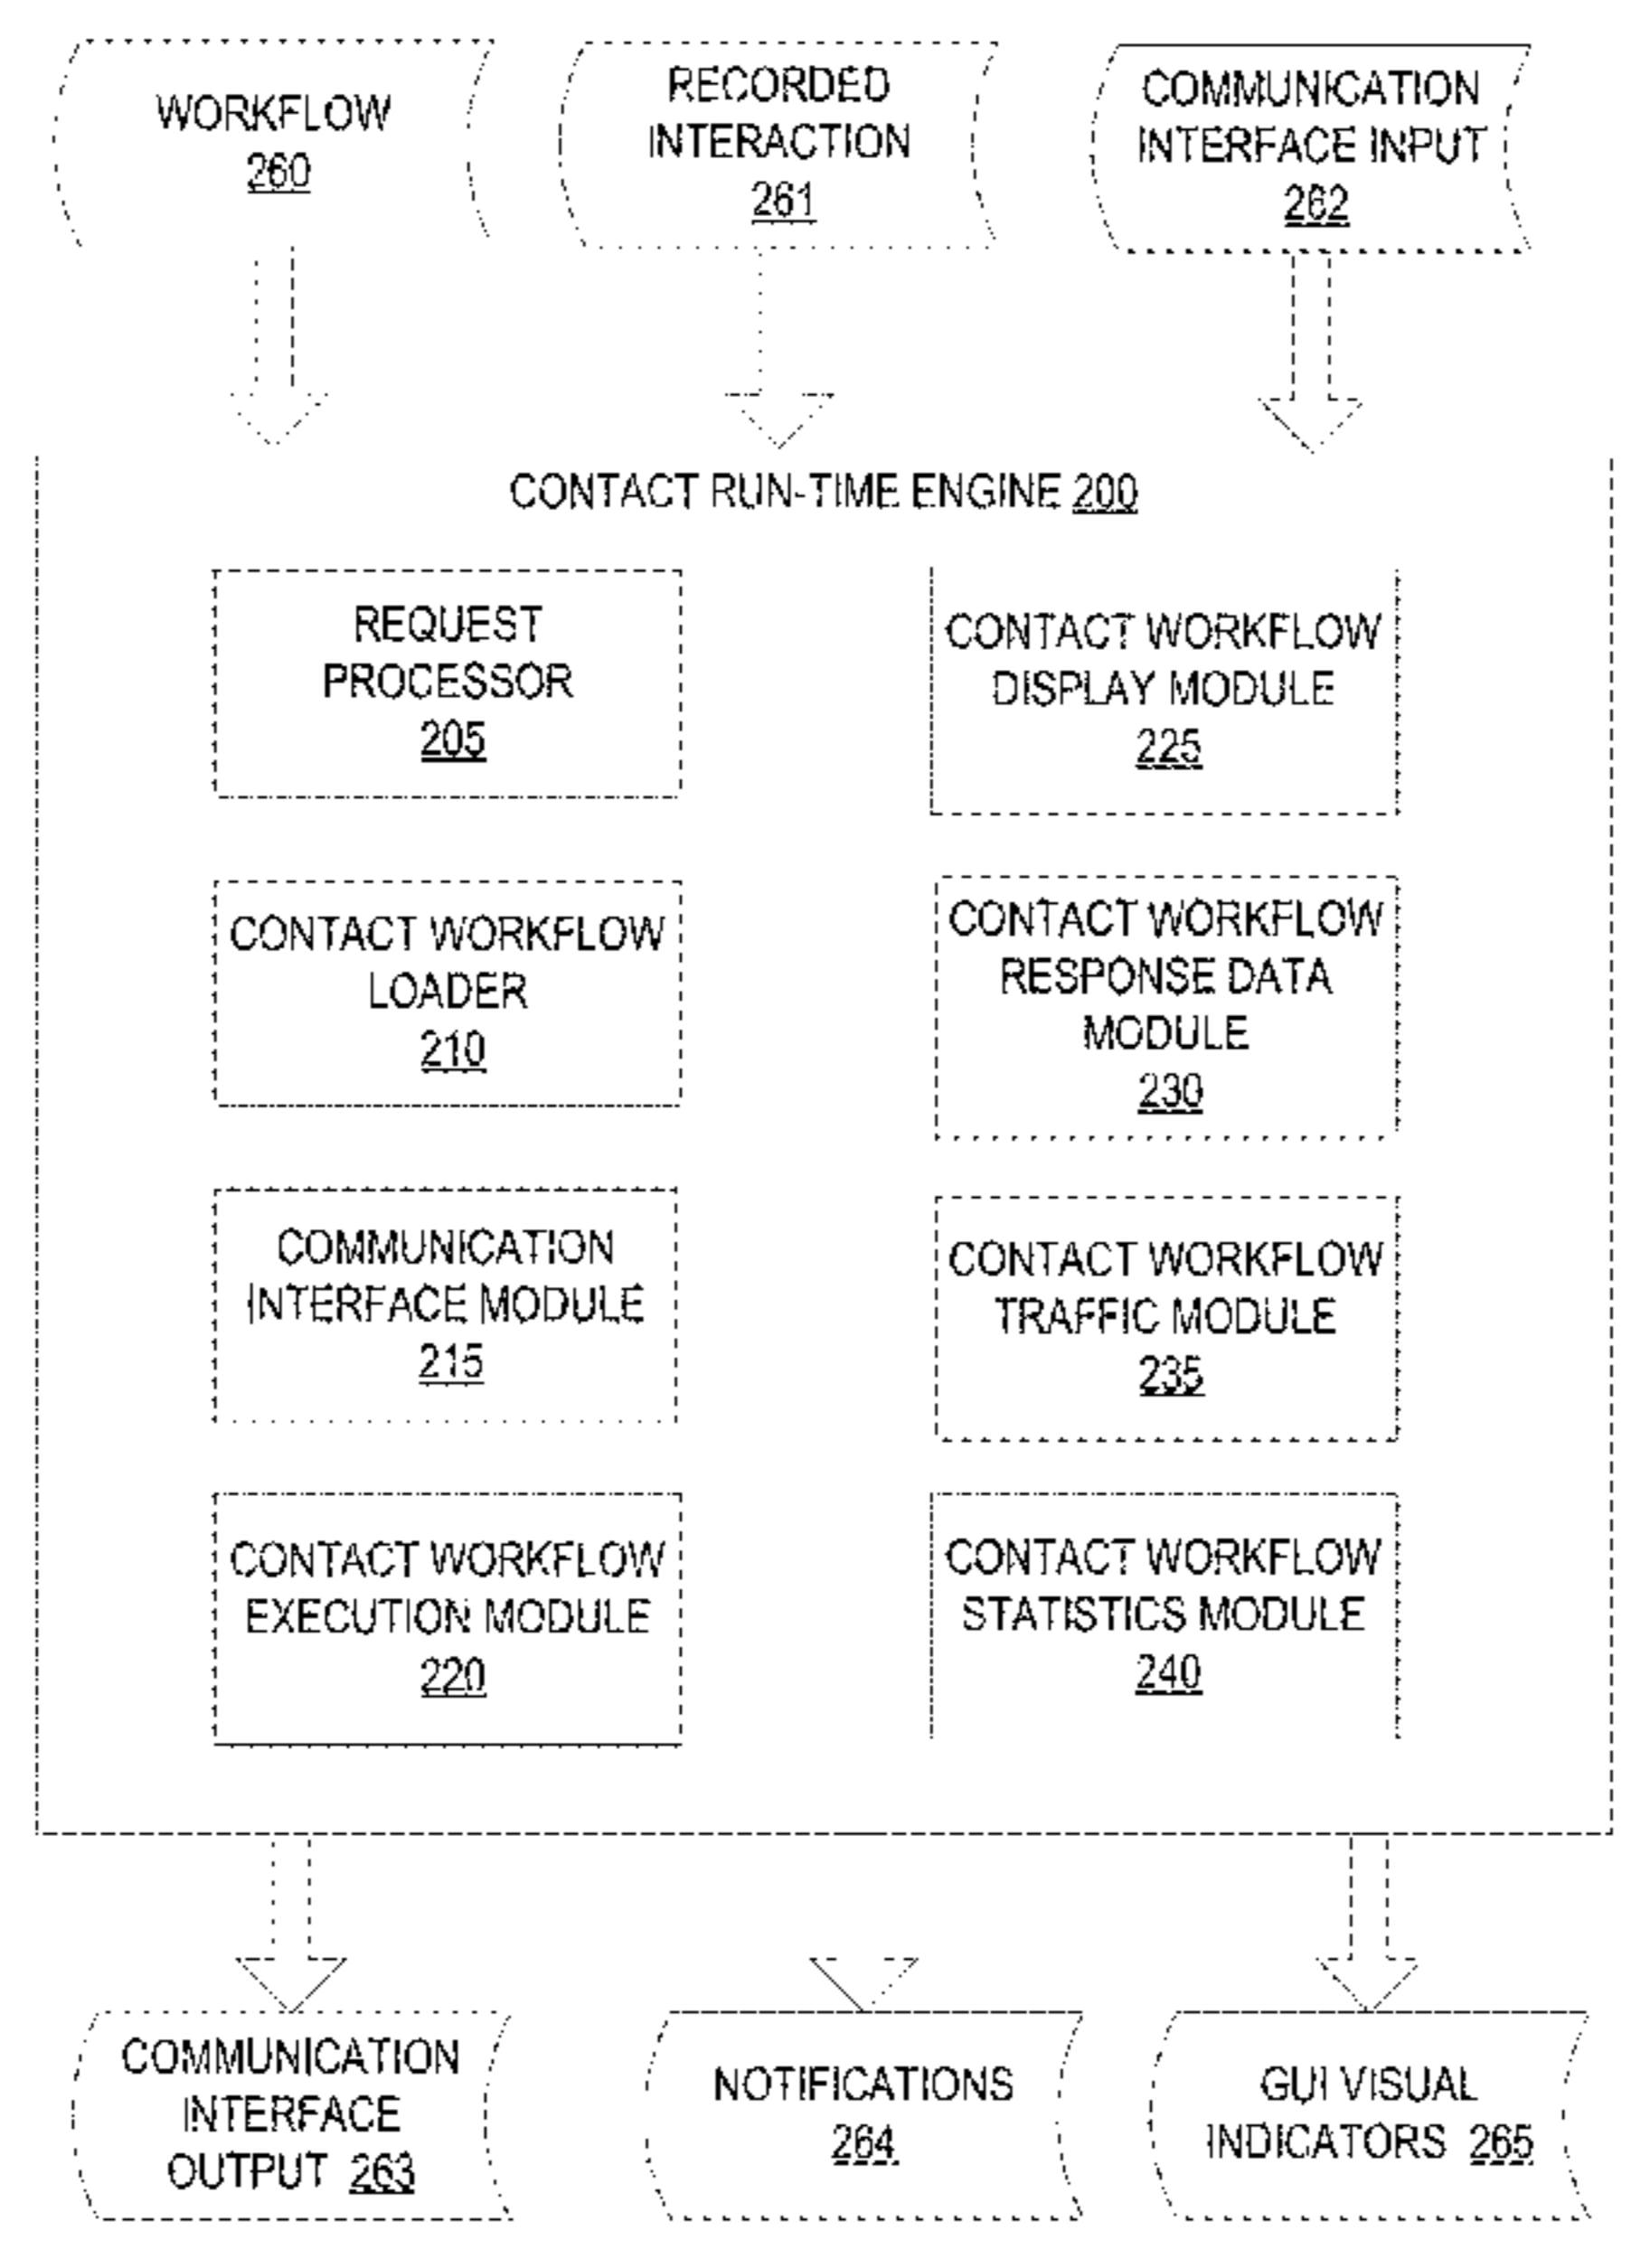 WORKFLOW
260
RECORDED
INTERACTION
261
COMMUNICATION
INTERFACE INPUT
262
CONTACT RUN-TIME ENGINE 200
REQUEST
PROCESSOR
205
CONTACT WORKFLOW
LOADER
210
COMMUNICATION
INTERFACE MODULE
215
CONTACT WORKFLOW
EXECUTION MODULE
220
CONTACT WORKFLOW
DISPLAY MODULE
225
CONTACT WORKFLOW
RESPONSE DATA
MODULE
230
CONTACT WORKFLOW
TRAFFIC MODULE
235
CONTACT WORKFLOW
STATISTICS MODULE
240
COMMUNICATION
INTERFACE
OUTPUT 263
NOTIFICATIONS
264
GUI VISUAL
INDICATORS 265